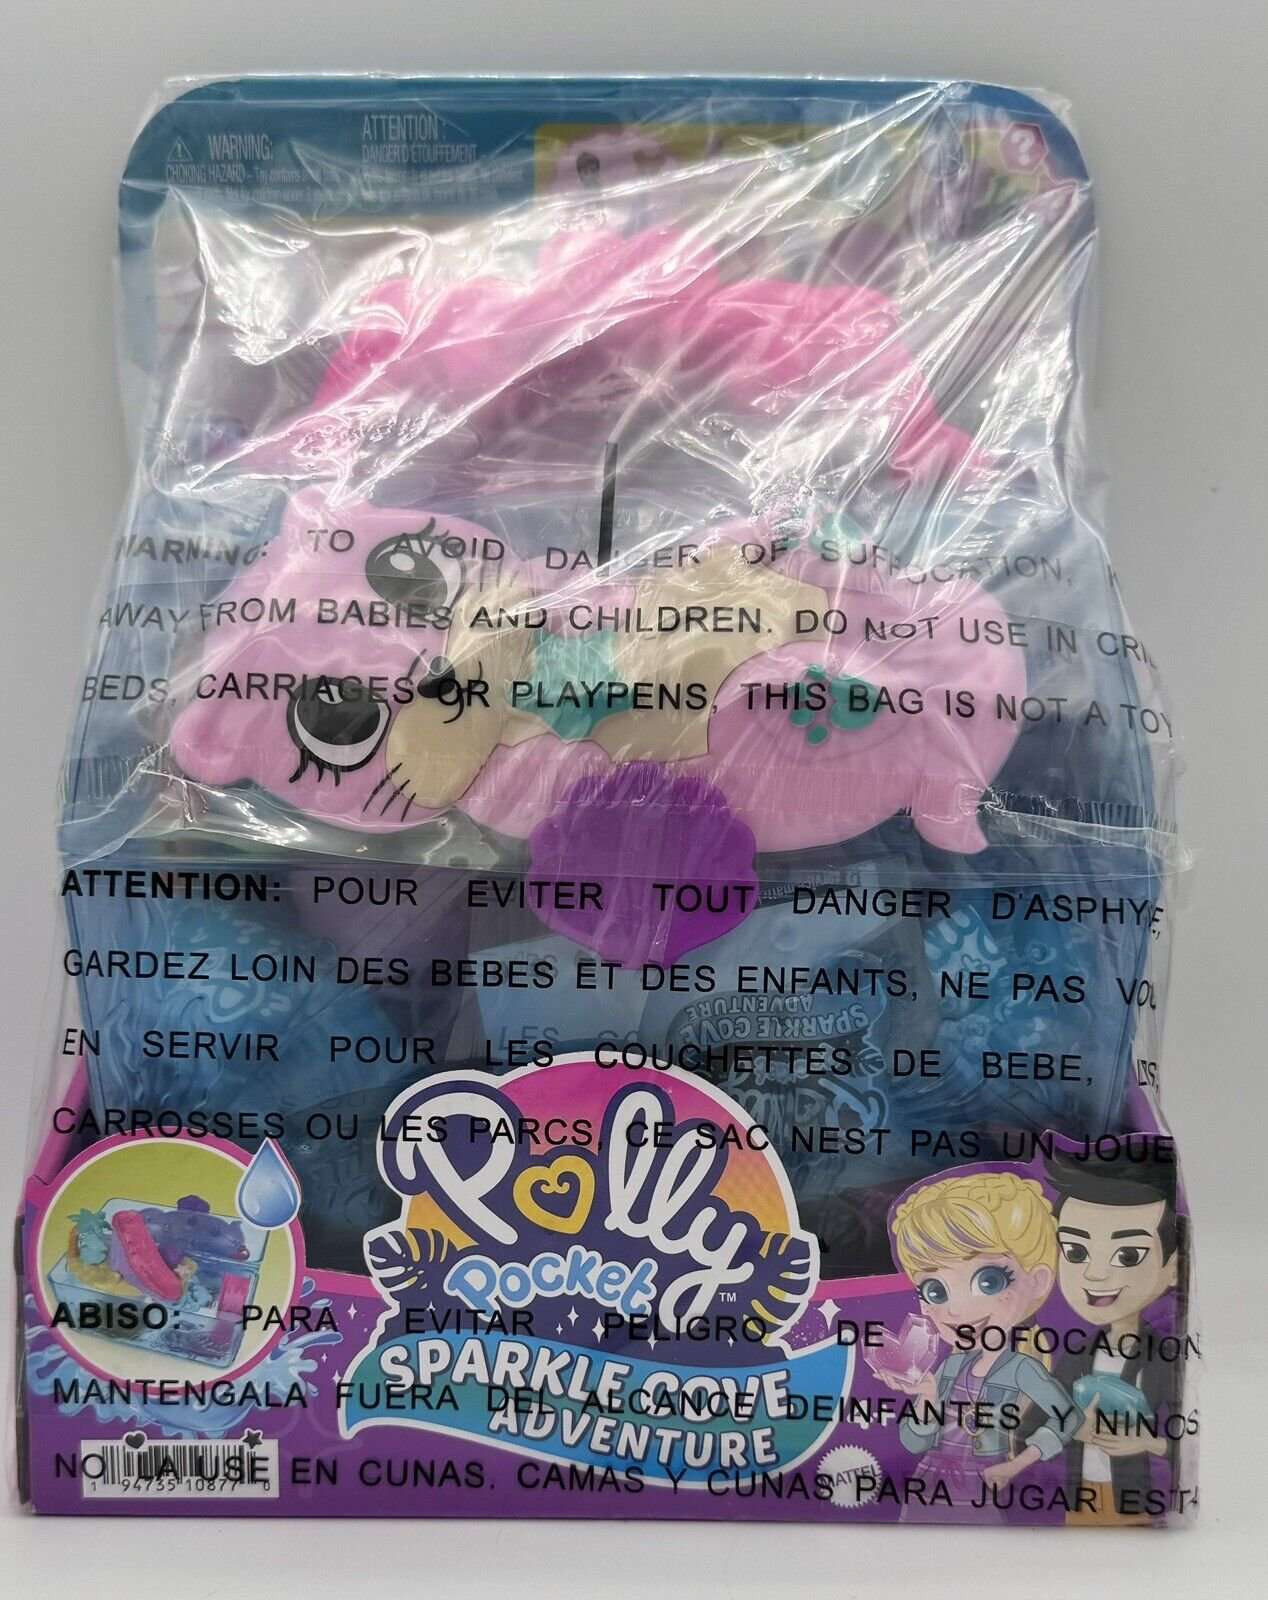 WARNING:
CHOKING HAZARD - Toy contains
ATTENTION :
DANGER D'ÉTOUFFEMENT
?
WARNING: TO AVOID DANGER OF SUFFOCATION,
AWAY FROM BABIES AND CHILDREN. DO NOT USE IN
BEDS, CARRIAGES OR PLAYPENS, THIS BAG IS NOT A TOY
ATTENTION: POUR EVITER TOUT DANGER D'ASPHYXIE,
GARDEZ LOIN DES BEBES ET DES ENFANTS, NE PAS VOU
EN SERVIR POUR LES COUCHETTES DE BEBE,
CARROSSES OU LES PARCS, CE SAC NEST PAS UN JOUE
SPARKLE COVE
ADVENTURE
Polly
POCKET™
SPARKLE COVE
ADVENTURE
ABISO: PARA EVITAR PELIGRO DE SOFOCACION
MANTENGALA FUERA DEL ALCANCE DEINFANTES Y NINOS
NO LA USE EN CUNAS. CAMAS Y CUNAS PARA JUGAR ESTA
MATTEL
1 94735 10877 0